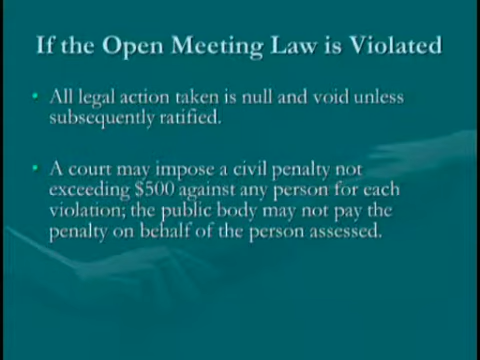 If the Open Meeting Law is Violated
• All legal action taken is null and void unless
subsequently ratified.
• A court may impose a civil penalty not
exceeding $500 against any person for each
violation; the public body may not pay the
penalty on behalf of the person assessed.